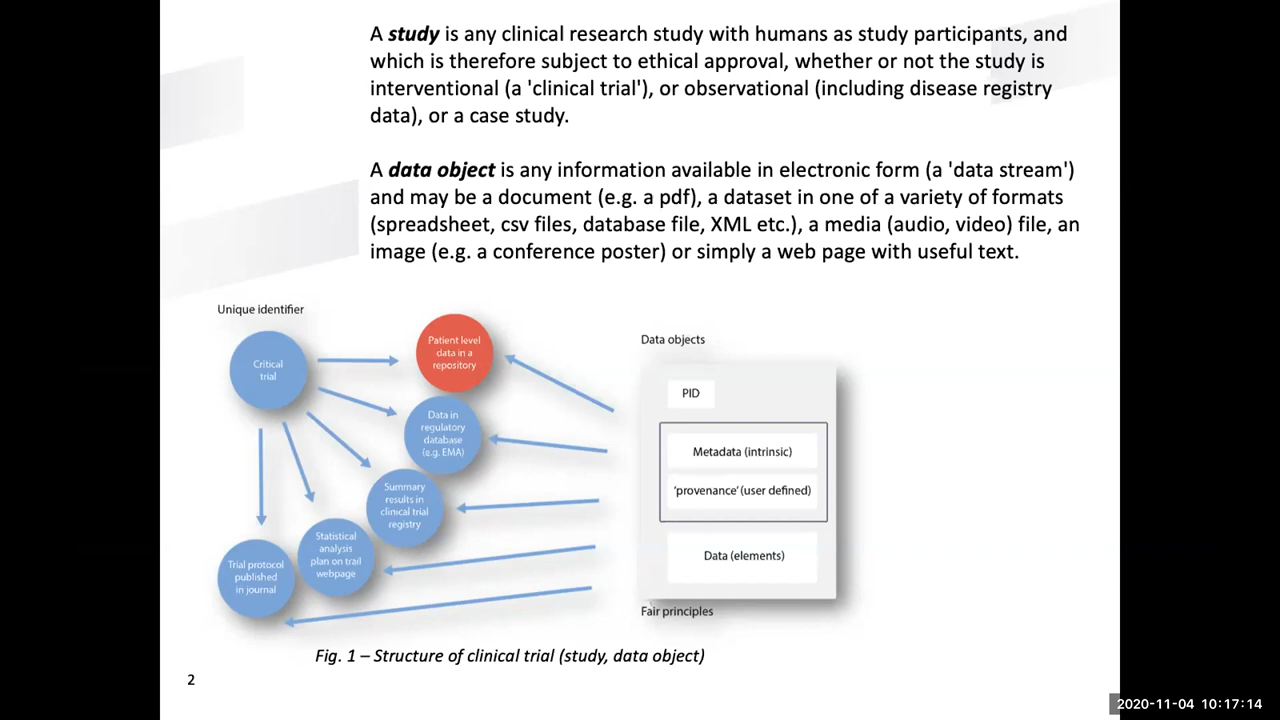 A study is any clinical research study with humans as study participants, and
which is therefore subject to ethical approval, whether or not the study is
interventional (a 'clinical trial'), or observational (including disease registry
data), or a case study.
A data object is any information available in electronic form (a 'data stream')
and may be a document (e.g. a pdf), a dataset in one of a variety of formats
(spreadsheet, csv files, database file, XML etc.), a media (audio, video) file, an
image (e.g. a conference poster) or simply a web page with useful text.
Unique identifier
Critical
trial
Patient level
data in a
repository
Data in
regulatory
database
(e.g. EMA)
Summary
results in
clinical trial
registry
Statistical
analysis
plan on trail
webpage
Trial protocol
published
in journal
Data objects
PID
Metadata (intrinsic)
'provenance' (user defined)
Data (elements)
Fair principles
Fig. 1 – Structure of clinical trial (study, data object)
2
2020-11-04 10:17:14